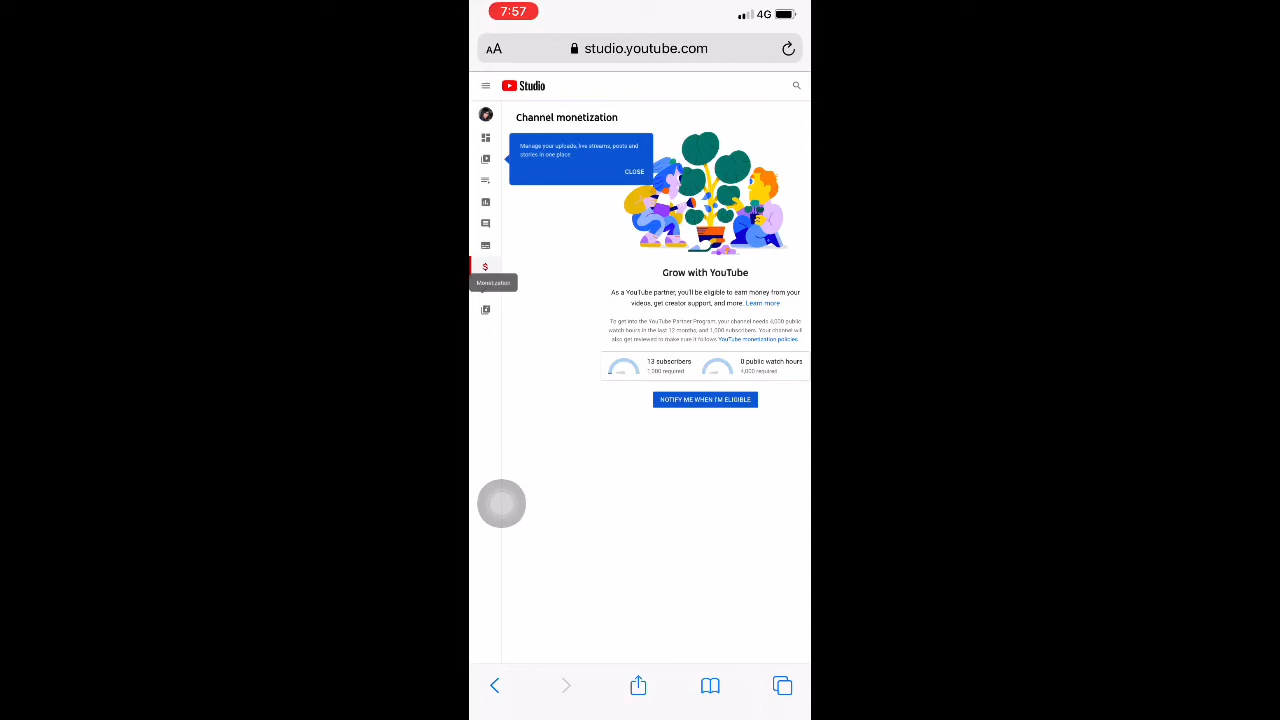 7:57
4G
AA
studio.youtube.com
Studio
Channel monetization
Manage your uploads, live streams, posts and
stories in one place
CLOSE
Monetization
Grow with YouTube
As a YouTube partner, you'll be eligible to earn money from your
videos, get creator support, and more. Learn more
To get into the YouTube Partner Program, your channel needs 4,000 public
watch hours in the last 12 months, and 1,000 subscribers. Your channel will
also get reviewed to make sure it follows YouTube monetization policies.
13 subscribers
1,000 required
0 public watch hours
4,000 required
NOTIFY ME WHEN I'M ELIGIBLE